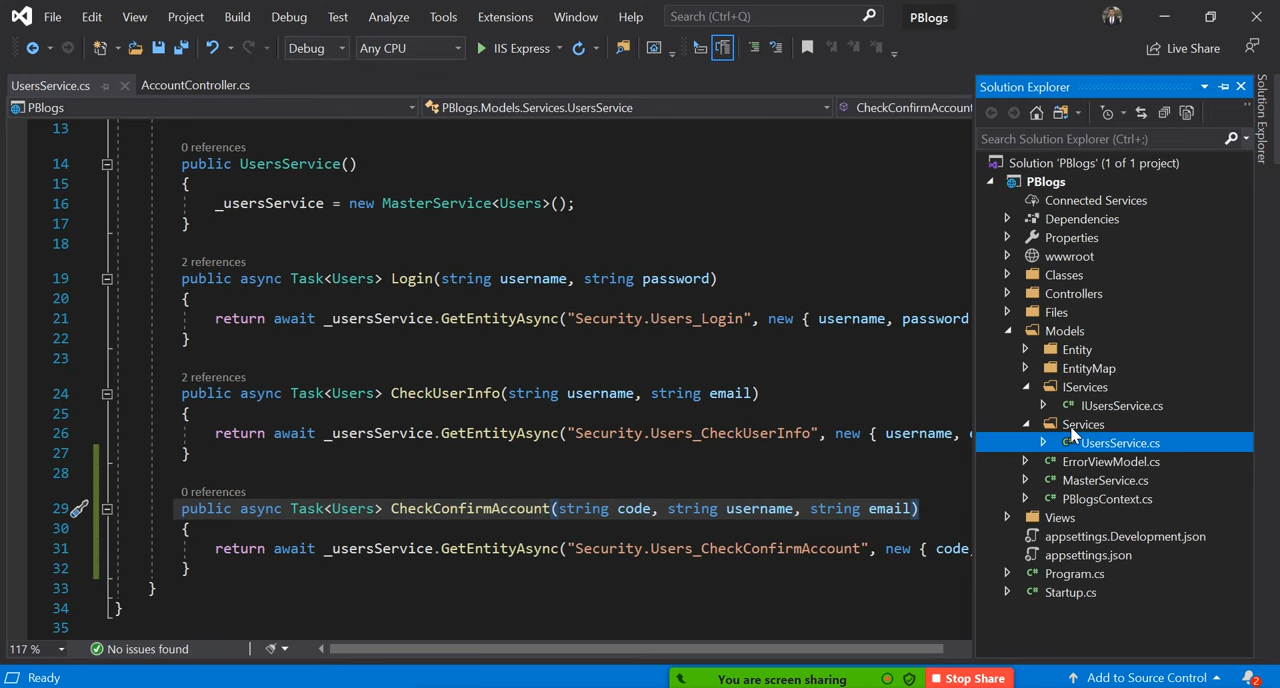 File Edit View Project Build Debug Test Analyze Tools Extensions Window Help Search (Ctrl+Q) PBlogs
Debug Any CPU IIS Express Live Share
UsersService.cs AccountController.cs
PBlogs PBlogs.Models.Services.UsersService CheckConfirmAccount
13
0 references
14 public UsersService()
15 {
16 _usersService = new MasterService<Users>();
17 }
18
2 references
19 public async Task<Users> Login(string username, string password)
20 {
21 return await _usersService.GetEntityAsync("Security.Users_Login", new { username, password
22 }
23
2 references
24 public async Task<Users> CheckUserInfo(string username, string email)
25 {
26 return await _usersService.GetEntityAsync("Security.Users_CheckUserInfo", new { username,
27 }
28
0 references
29 public async Task<Users> CheckConfirmAccount(string code, string username, string email)
30 {
31 return await _usersService.GetEntityAsync("Security.Users_CheckConfirmAccount", new { code,
32 }
33 }
34 }
35
117 % No issues found
Solution Explorer
Search Solution Explorer (Ctrl+;)
Solution 'PBlogs' (1 of 1 project)
PBlogs
Connected Services
Dependencies
Properties
wwwroot
Classes
Controllers
Files
Models
Entity
EntityMap
IServices
C# IUsersService.cs
Services
C# UsersService.cs
C# ErrorViewModel.cs
C# MasterService.cs
C# PBlogsContext.cs
Views
appsettings.Development.json
appsettings.json
C# Program.cs
C# Startup.cs
Solution Explorer
Ready You are screen sharing Stop Share Add to Source Control 2